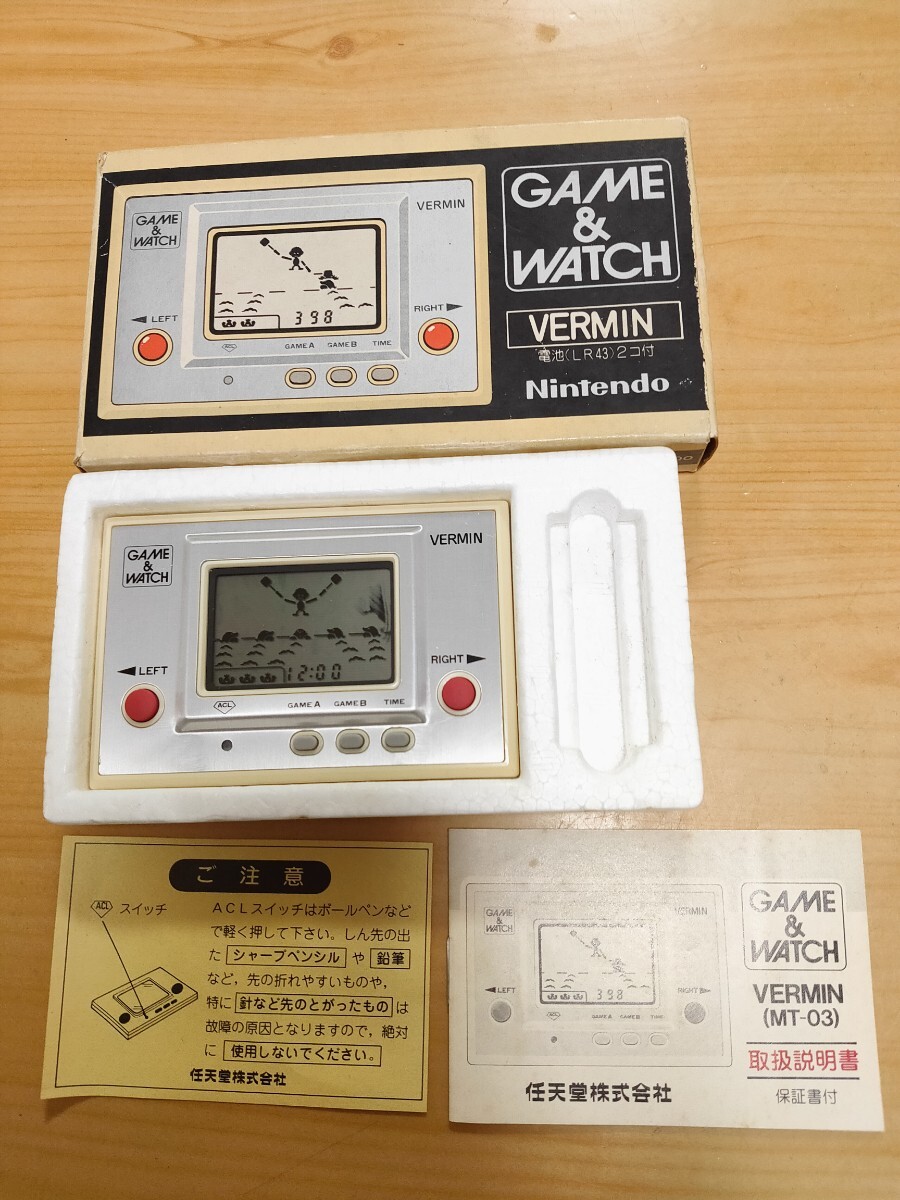 GAME
&
WATCH
VERMIN
LEFT
RIGHT
398
GAME A GAME B TIME
GAME
&
WATCH
VERMIN
電池(LR43)2コ付
Nintendo
GAME
&
WATCH
VERMIN
LEFT
RIGHT
12:00
ACL
GAME A GAME B TIME
ご注意
ACL スイッチ
ACLスイッチはボールペンなど
で軽く押して下さい。しん先の出
た シャープペンシル や 鉛筆
など，先の折れやすいものや，
特に 針など先のとがったもの は
故障の原因となりますので，絶対
に 使用しないでください。
任天堂株式会社
GAME
&
WATCH
VERMIN
LEFT
RIGHT
398
GAME A GAME B TIME
任天堂株式会社
GAME
&
WATCH
VERMIN
(MT-03)
取扱説明書
保証書付